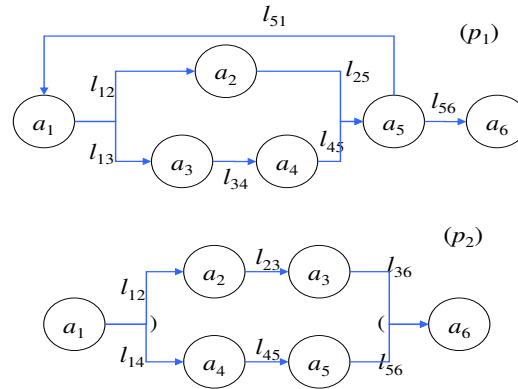 l51
(p1)
l12 a2 l25
a1 a5 l56 a6
l13 a3 l34 a4 l45
(p2)
l12 a2 l23 a3 l36
a1 ) ( a6
l14 a4 l45 a5 l56